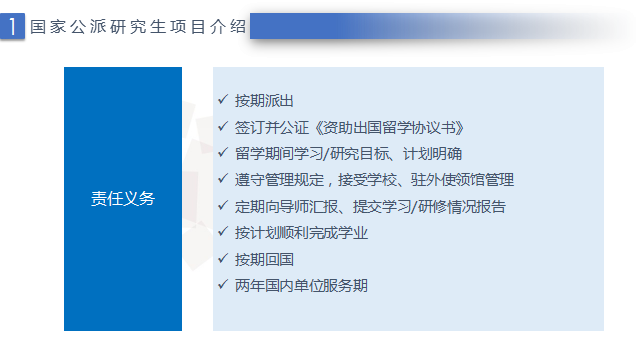 1 国家公派研究生项目介绍
责任义务
✓ 按期派出
✓ 签订并公证《资助出国留学协议书》
✓ 留学期间学习/研究目标、计划明确
✓ 遵守管理规定，接受学校、驻外使领馆管理
✓ 定期向导师汇报、提交学习/研修情况报告
✓ 按计划顺利完成学业
✓ 按期回国
✓ 两年国内单位服务期